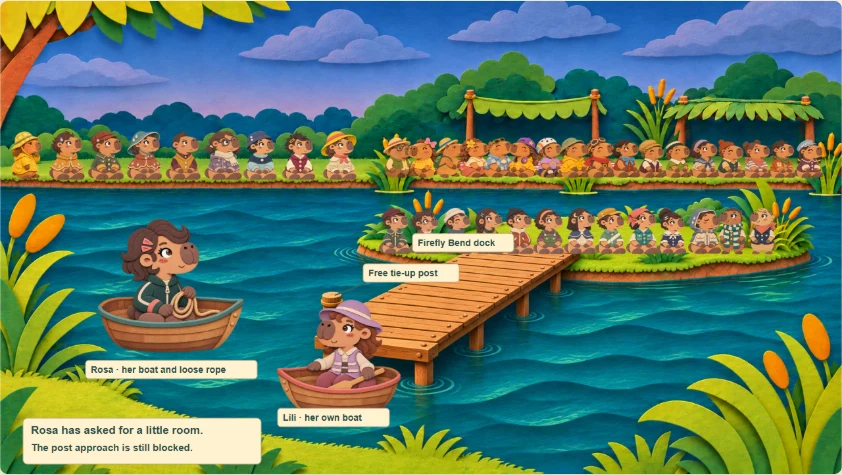 Firefly Bend dock
Free tie-up post
Rosa - her boat and loose rope
Lili - her own boat
Rosa has asked for a little room.
The post approach is still blocked.